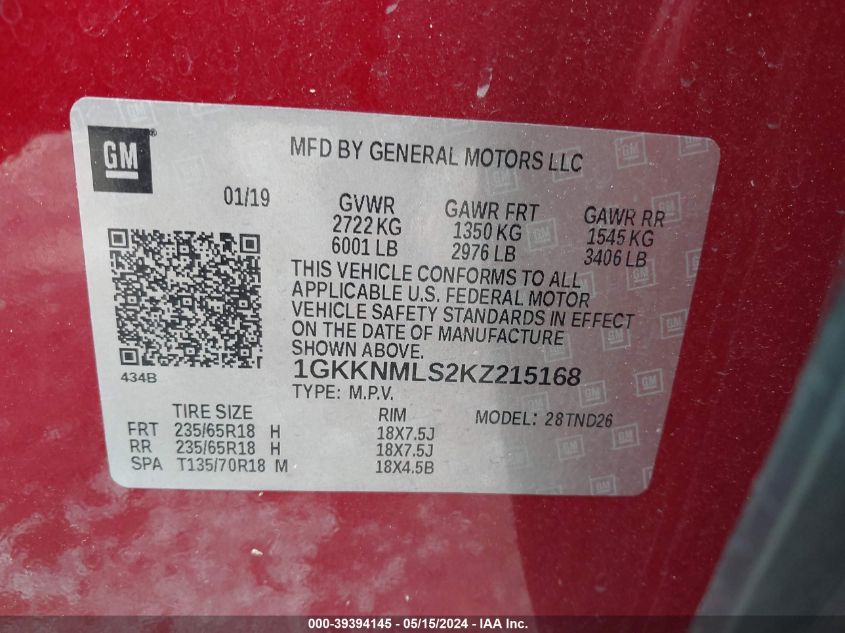 GM
MFD BY GENERAL MOTORS LLC
01/19
GVWR
2722 KG
6001 LB
GAWR FRT
1350 KG
2976 LB
GAWR RR
1545 KG
3406 LB
THIS VEHICLE CONFORMS TO ALL
APPLICABLE U.S. FEDERAL MOTOR
VEHICLE SAFETY STANDARDS IN EFFECT
ON THE DATE OF MANUFACTURE
SHOWN ABOVE.
434B
1GKKNMLS2KZ215168
TYPE: M.P.V.
MODEL: 28TND26
TIRE SIZE RIM
FRT 235/65R18 H 18X7.5J
RR 235/65R18 H 18X7.5J
SPA T135/70R18 M 18X4.5B
000-39394145 - 05/15/2024 - IAA Inc.